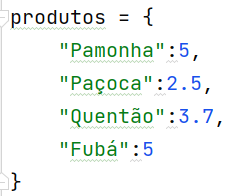 produtos = {
    "Pamonha":5,
    "Paçoca":2.5,
    "Quentão":3.7,
    "Fubá":5
}